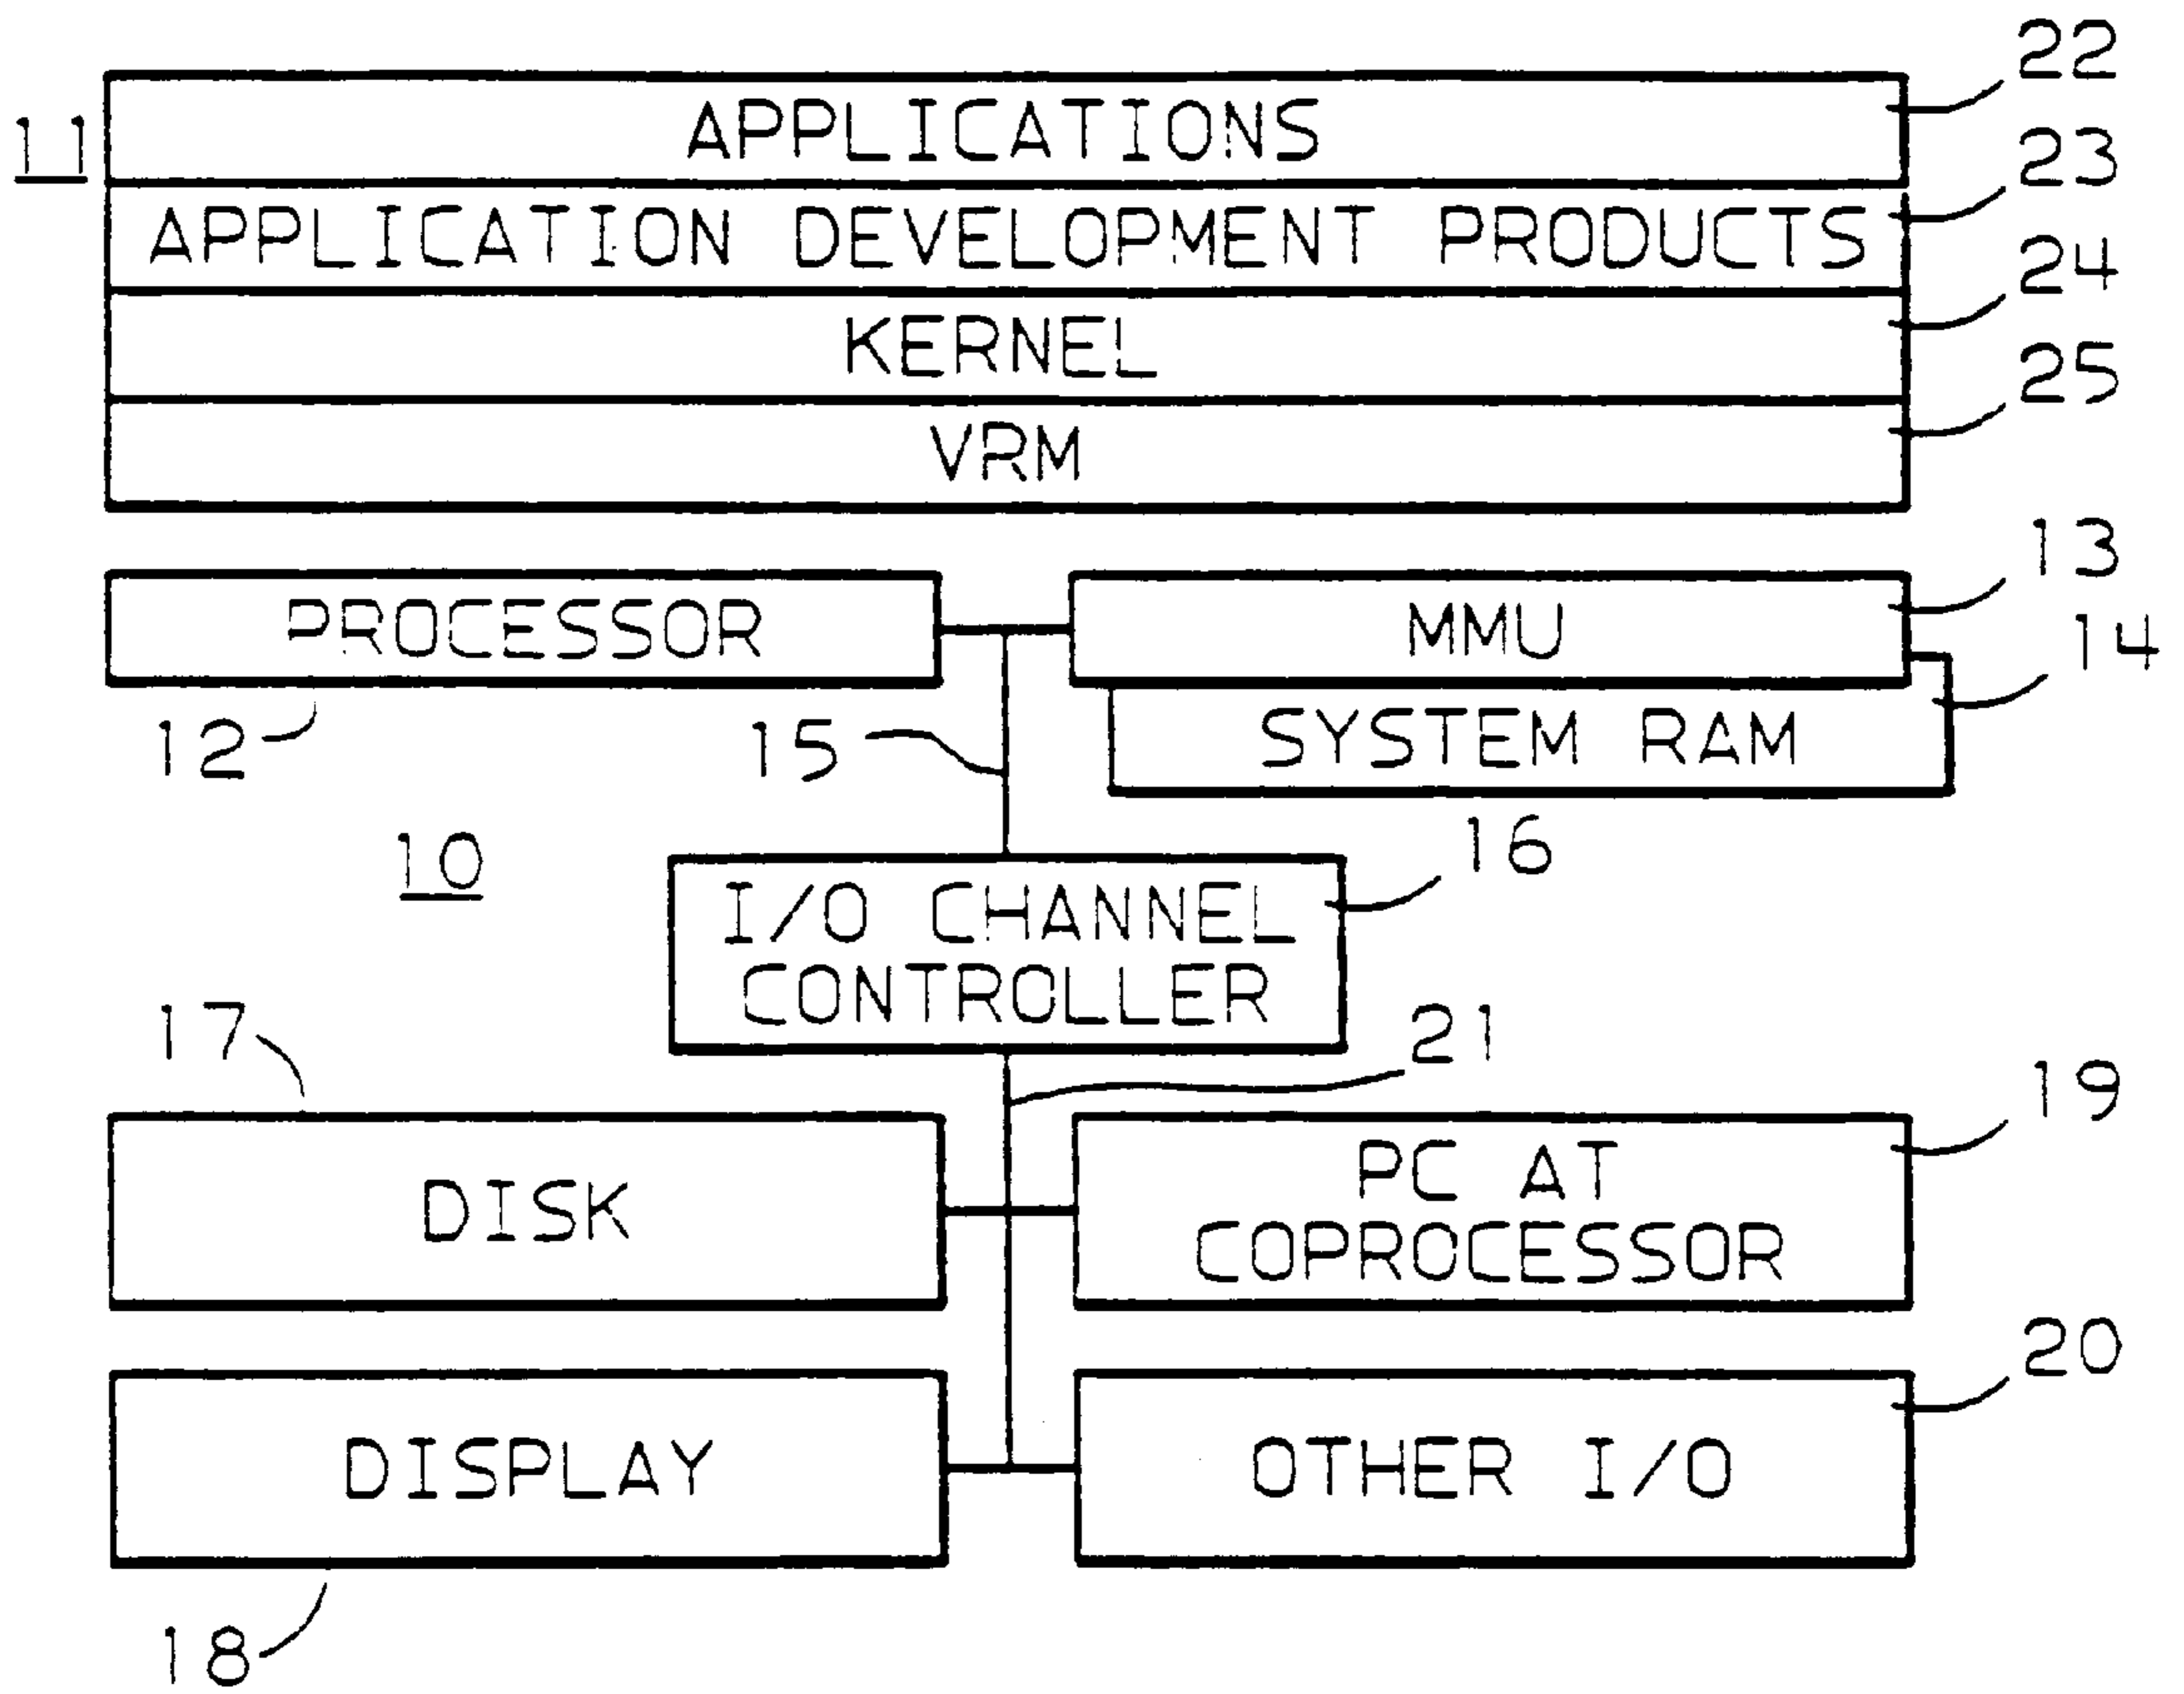 22
APPLICATIONS
11
23
APPLICATION DEVELOPMENT PRODUCTS
24
KERNEL
25
VRM
13
PROCESSOR
MMU
14
12
15
SYSTEM RAM
10
16
I/O CHANNEL
CONTROLLER
17
21
19
DISK
PC AT
COPROCESSOR
20
DISPLAY
OTHER I/O
18